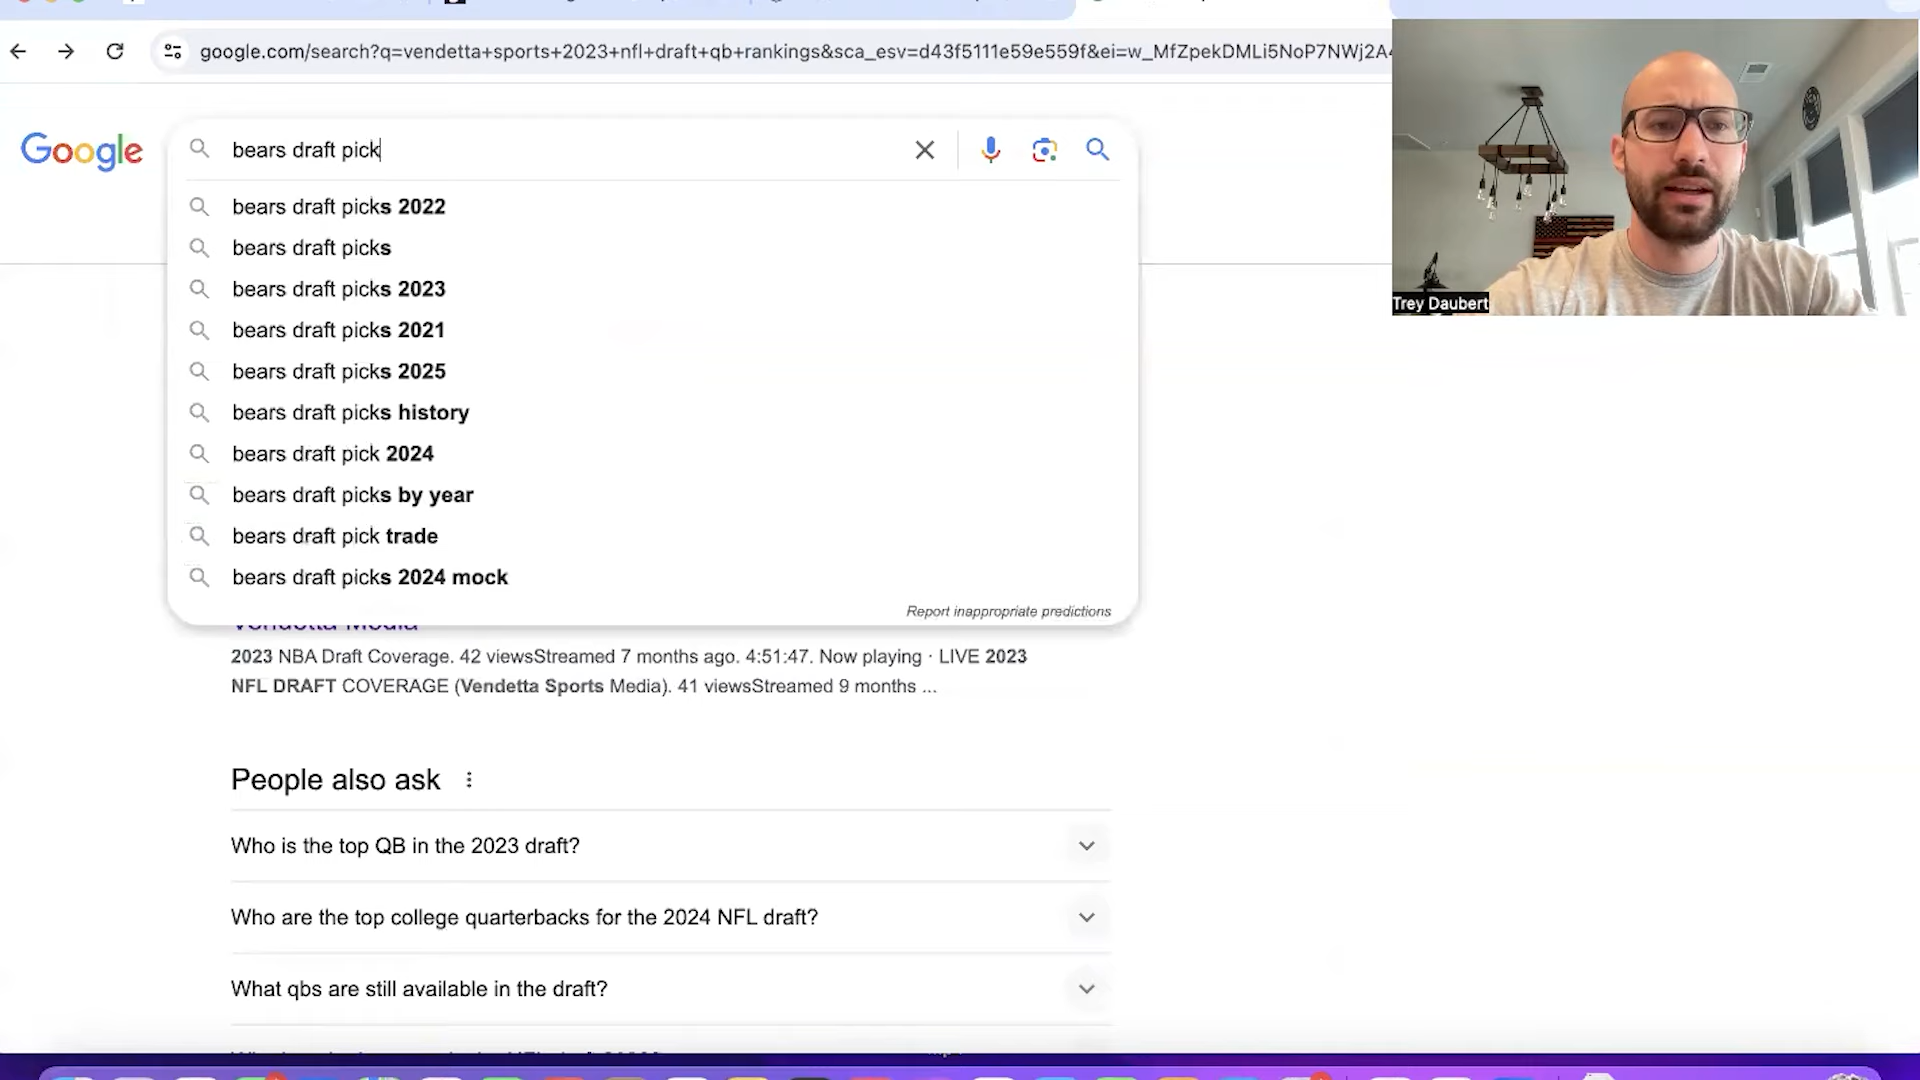 google.com/search?q=vendetta+sports+2023+nfl+draft+qb+rankings&sca_esv=d43f5111e59e559f&ei=w_MfZpekDMLi5NoP7NWj2A4
Google
bears draft pick
bears draft picks 2022
bears draft picks
bears draft picks 2023
bears draft picks 2021
bears draft picks 2025
bears draft picks history
bears draft pick 2024
bears draft picks by year
bears draft pick trade
bears draft picks 2024 mock
Report inappropriate predictions
Trey Daubert
Vendetta Media
2023 NBA Draft Coverage. 42 viewsStreamed 7 months ago. 4:51:47. Now playing · LIVE 2023
NFL DRAFT COVERAGE (Vendetta Sports Media). 41 viewsStreamed 9 months ...
People also ask
Who is the top QB in the 2023 draft?
Who are the top college quarterbacks for the 2024 NFL draft?
What qbs are still available in the draft?